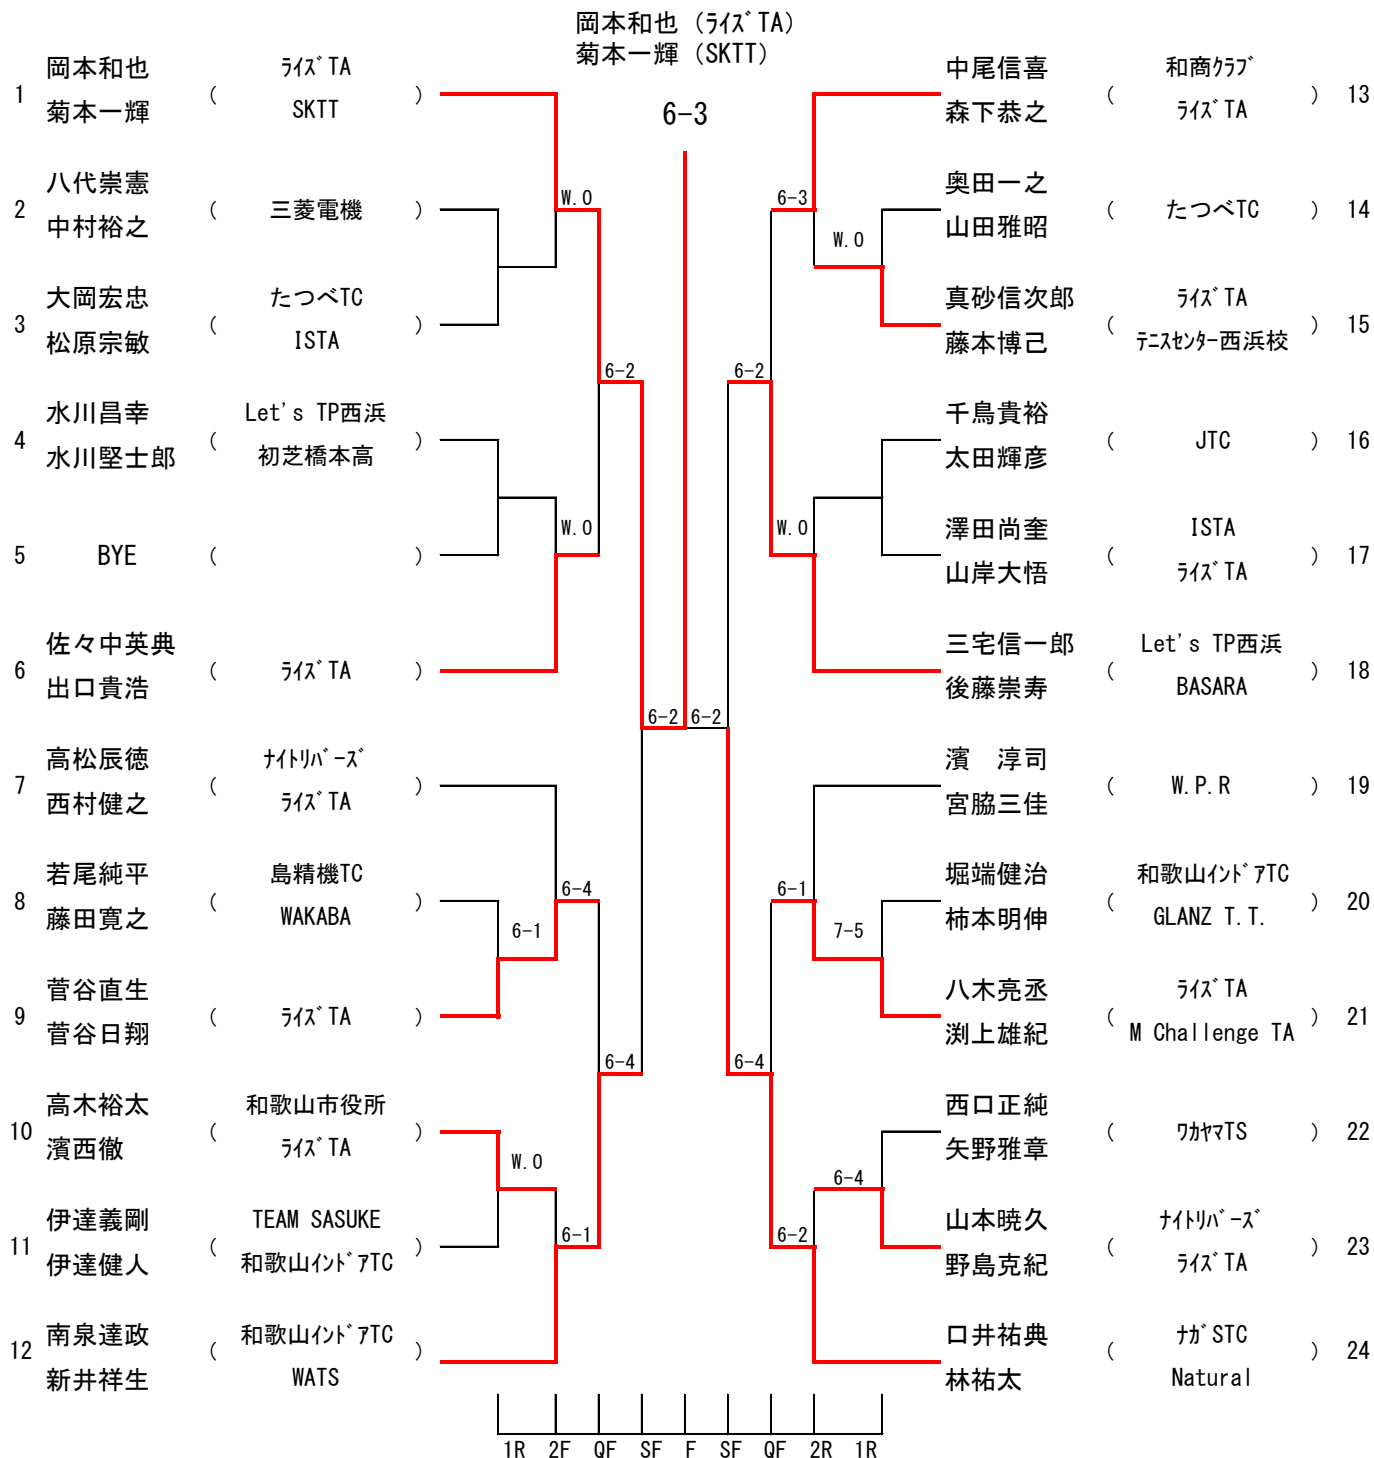 岡本和也（ﾗｲｽﾞTA）
菊本一輝（SKTT）
6-3
1 岡本和也 ( ﾗｲｽﾞTA )
菊本一輝 SKTT
2 八代崇憲 ( 三菱電機 )
中村裕之
3 大岡宏忠 ( たつべTC )
松原宗敏 ISTA
4 水川昌幸 ( Let's TP西浜 )
水川堅士郎 初芝橋本高
5 BYE ( )
6 佐々中英典 ( ﾗｲｽﾞTA )
出口貴浩
7 高松辰徳 ( ﾅｲﾄﾘﾊﾞｰｽﾞ )
西村健之 ﾗｲｽﾞTA
8 若尾純平 ( 島精機TC )
藤田寛之 WAKABA
9 菅谷直生 ( ﾗｲｽﾞTA )
菅谷日翔
10 高木裕太 ( 和歌山市役所 )
濱西徹 ﾗｲｽﾞTA
11 伊達義剛 ( TEAM SASUKE )
伊達健人 和歌山ｲﾝﾄﾞｱTC
12 南泉達政 ( 和歌山ｲﾝﾄﾞｱTC )
新井祥生 WATS
W.O
6-2
W.O
6-2
6-4
6-1
6-4
W.O
6-1
中尾信喜 ( 和商ｸﾗﾌﾞ ) 13
森下恭之 ﾗｲｽﾞTA
奥田一之 ( たつべTC ) 14
山田雅昭
真砂信次郎 ( ﾗｲｽﾞTA ) 15
藤本博己 ﾃﾆｽｾﾝﾀｰ西浜校
千鳥貴裕 ( JTC ) 16
太田輝彦
澤田尚奎 ( ISTA ) 17
山岸大悟 ﾗｲｽﾞTA
三宅信一郎 ( Let's TP西浜 ) 18
後藤崇寿 BASARA
濱　淳司 ( W.P.R ) 19
宮脇三佳
堀端健治 ( 和歌山ｲﾝﾄﾞｱTC ) 20
柿本明伸 GLANZ T.T.
八木亮丞 ( ﾗｲｽﾞTA ) 21
渕上雄紀 M Challenge TA
西口正純 ( ﾜｶﾔﾏTS ) 22
矢野雅章
山本暁久 ( ﾅｲﾄﾘﾊﾞｰｽﾞ ) 23
野島克紀 ﾗｲｽﾞTA
口井祐典 ( ﾅｶﾞSTC ) 24
林祐太 Natural
6-3
W.O
6-2
W.O
6-2
6-1
7-5
6-4
6-4
6-2
1R 2F QF SF F SF QF 2R 1R